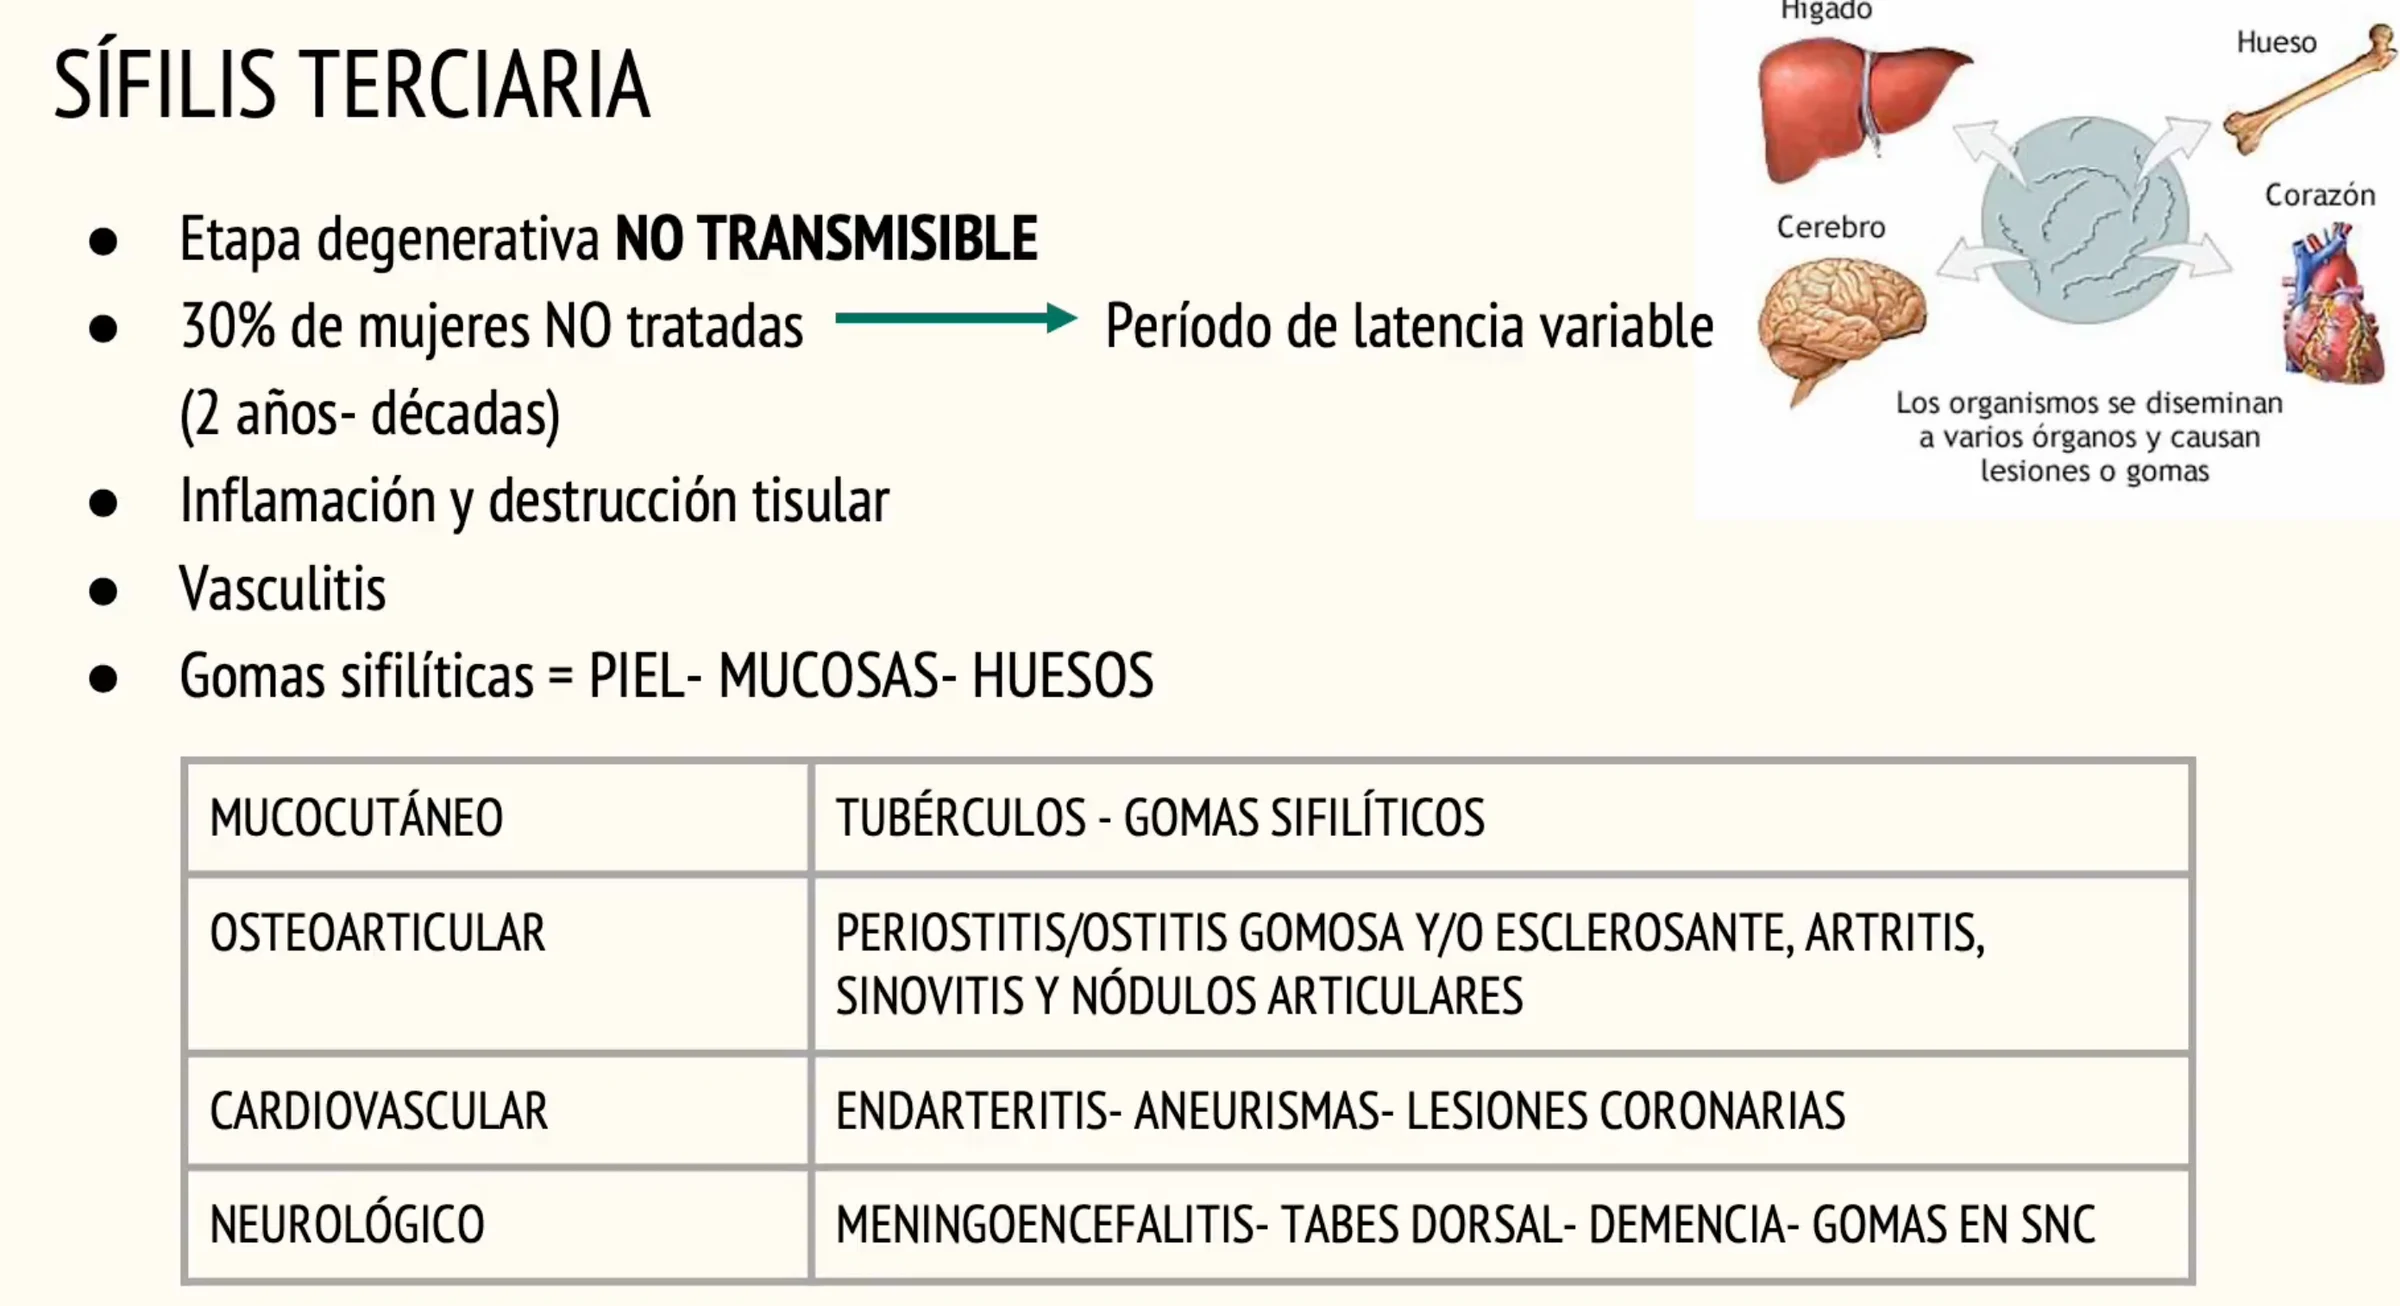 SÍFILIS TERCIARIA
Hígado
Hueso
Corazón
Cerebro
Los organismos se diseminan
a varios órganos y causan
lesiones o gomas
● Etapa degenerativa NO TRANSMISIBLE
● 30% de mujeres NO tratadas Período de latencia variable
(2 años- décadas)
● Inflamación y destrucción tisular
● Vasculitis
● Gomas sifilíticas = PIEL- MUCOSAS- HUESOS
MUCOCUTÁNEO TUBÉRCULOS - GOMAS SIFILÍTICOS
OSTEOARTICULAR PERIOSTITIS/OSTITIS GOMOSA Y/O ESCLEROSANTE, ARTRITIS,
SINOVITIS Y NÓDULOS ARTICULARES
CARDIOVASCULAR ENDARTERITIS- ANEURISMAS- LESIONES CORONARIAS
NEUROLÓGICO MENINGOENCEFALITIS- TABES DORSAL- DEMENCIA- GOMAS EN SNC